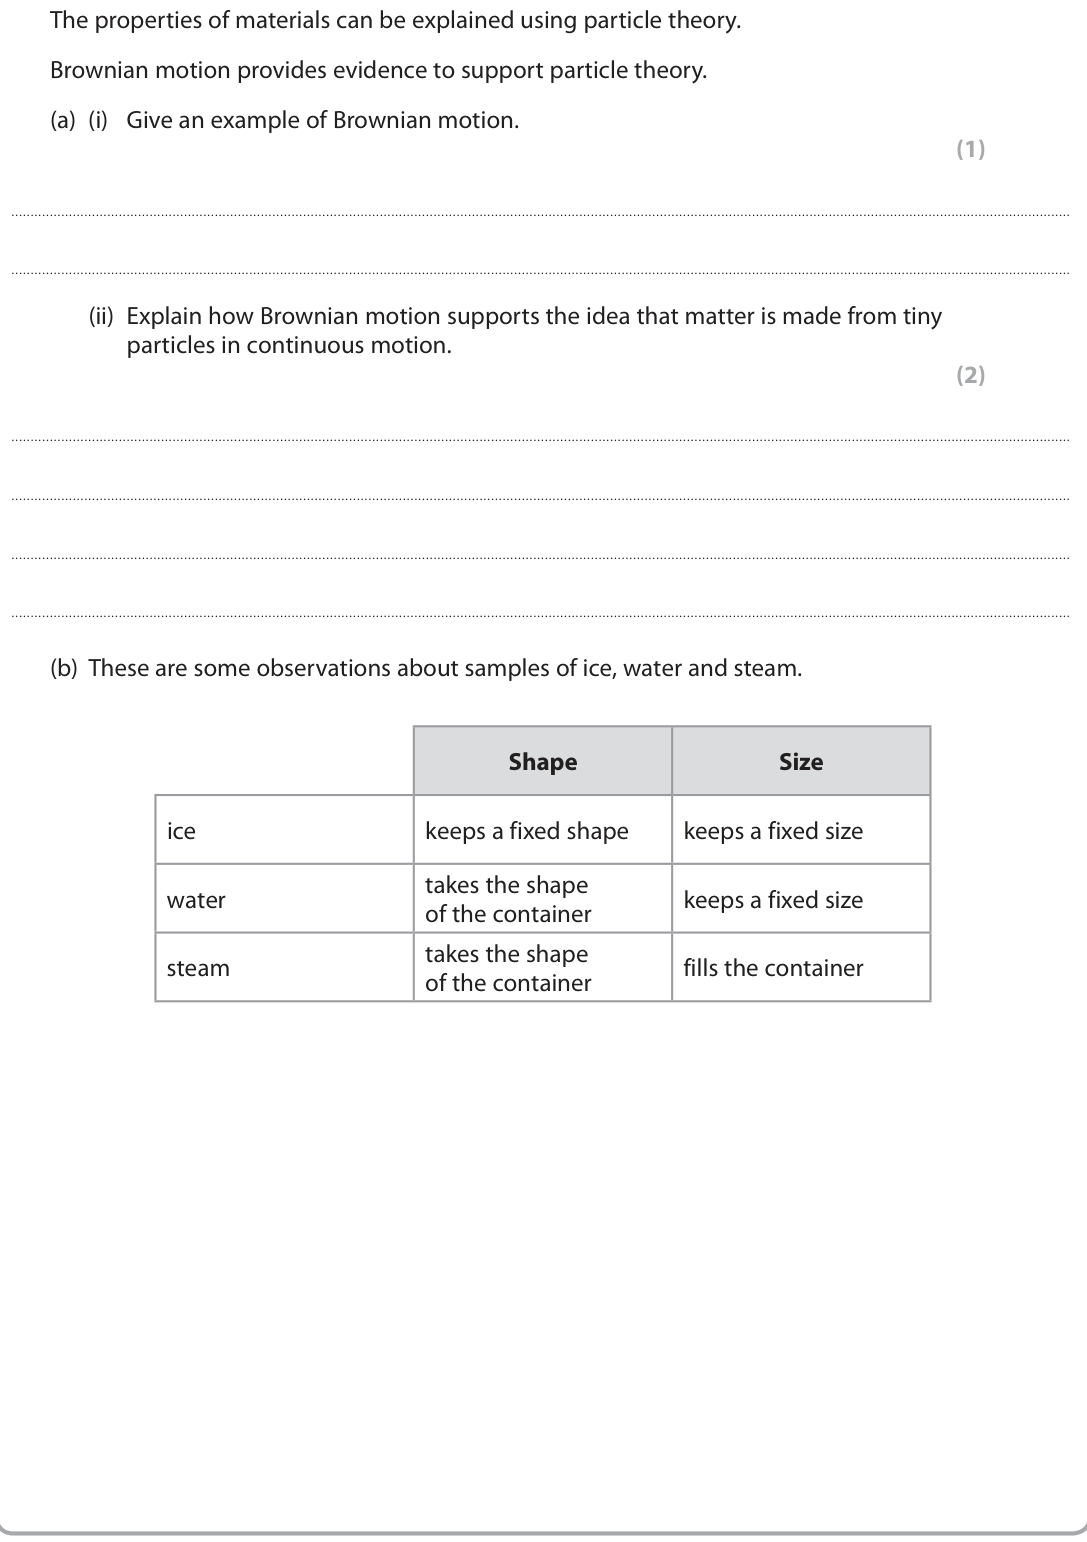 The properties of materials can be explained using particle theory.
Brownian motion provides evidence to support particle theory.
(a) (i) Give an example of Brownian motion.
(1)
(ii) Explain how Brownian motion supports the idea that matter is made from tiny
particles in continuous motion.
(2)
(b) These are some observations about samples of ice, water and steam.
Shape Size
ice keeps a fixed shape keeps a fixed size
water takes the shape of the container keeps a fixed size
steam takes the shape of the container fills the container